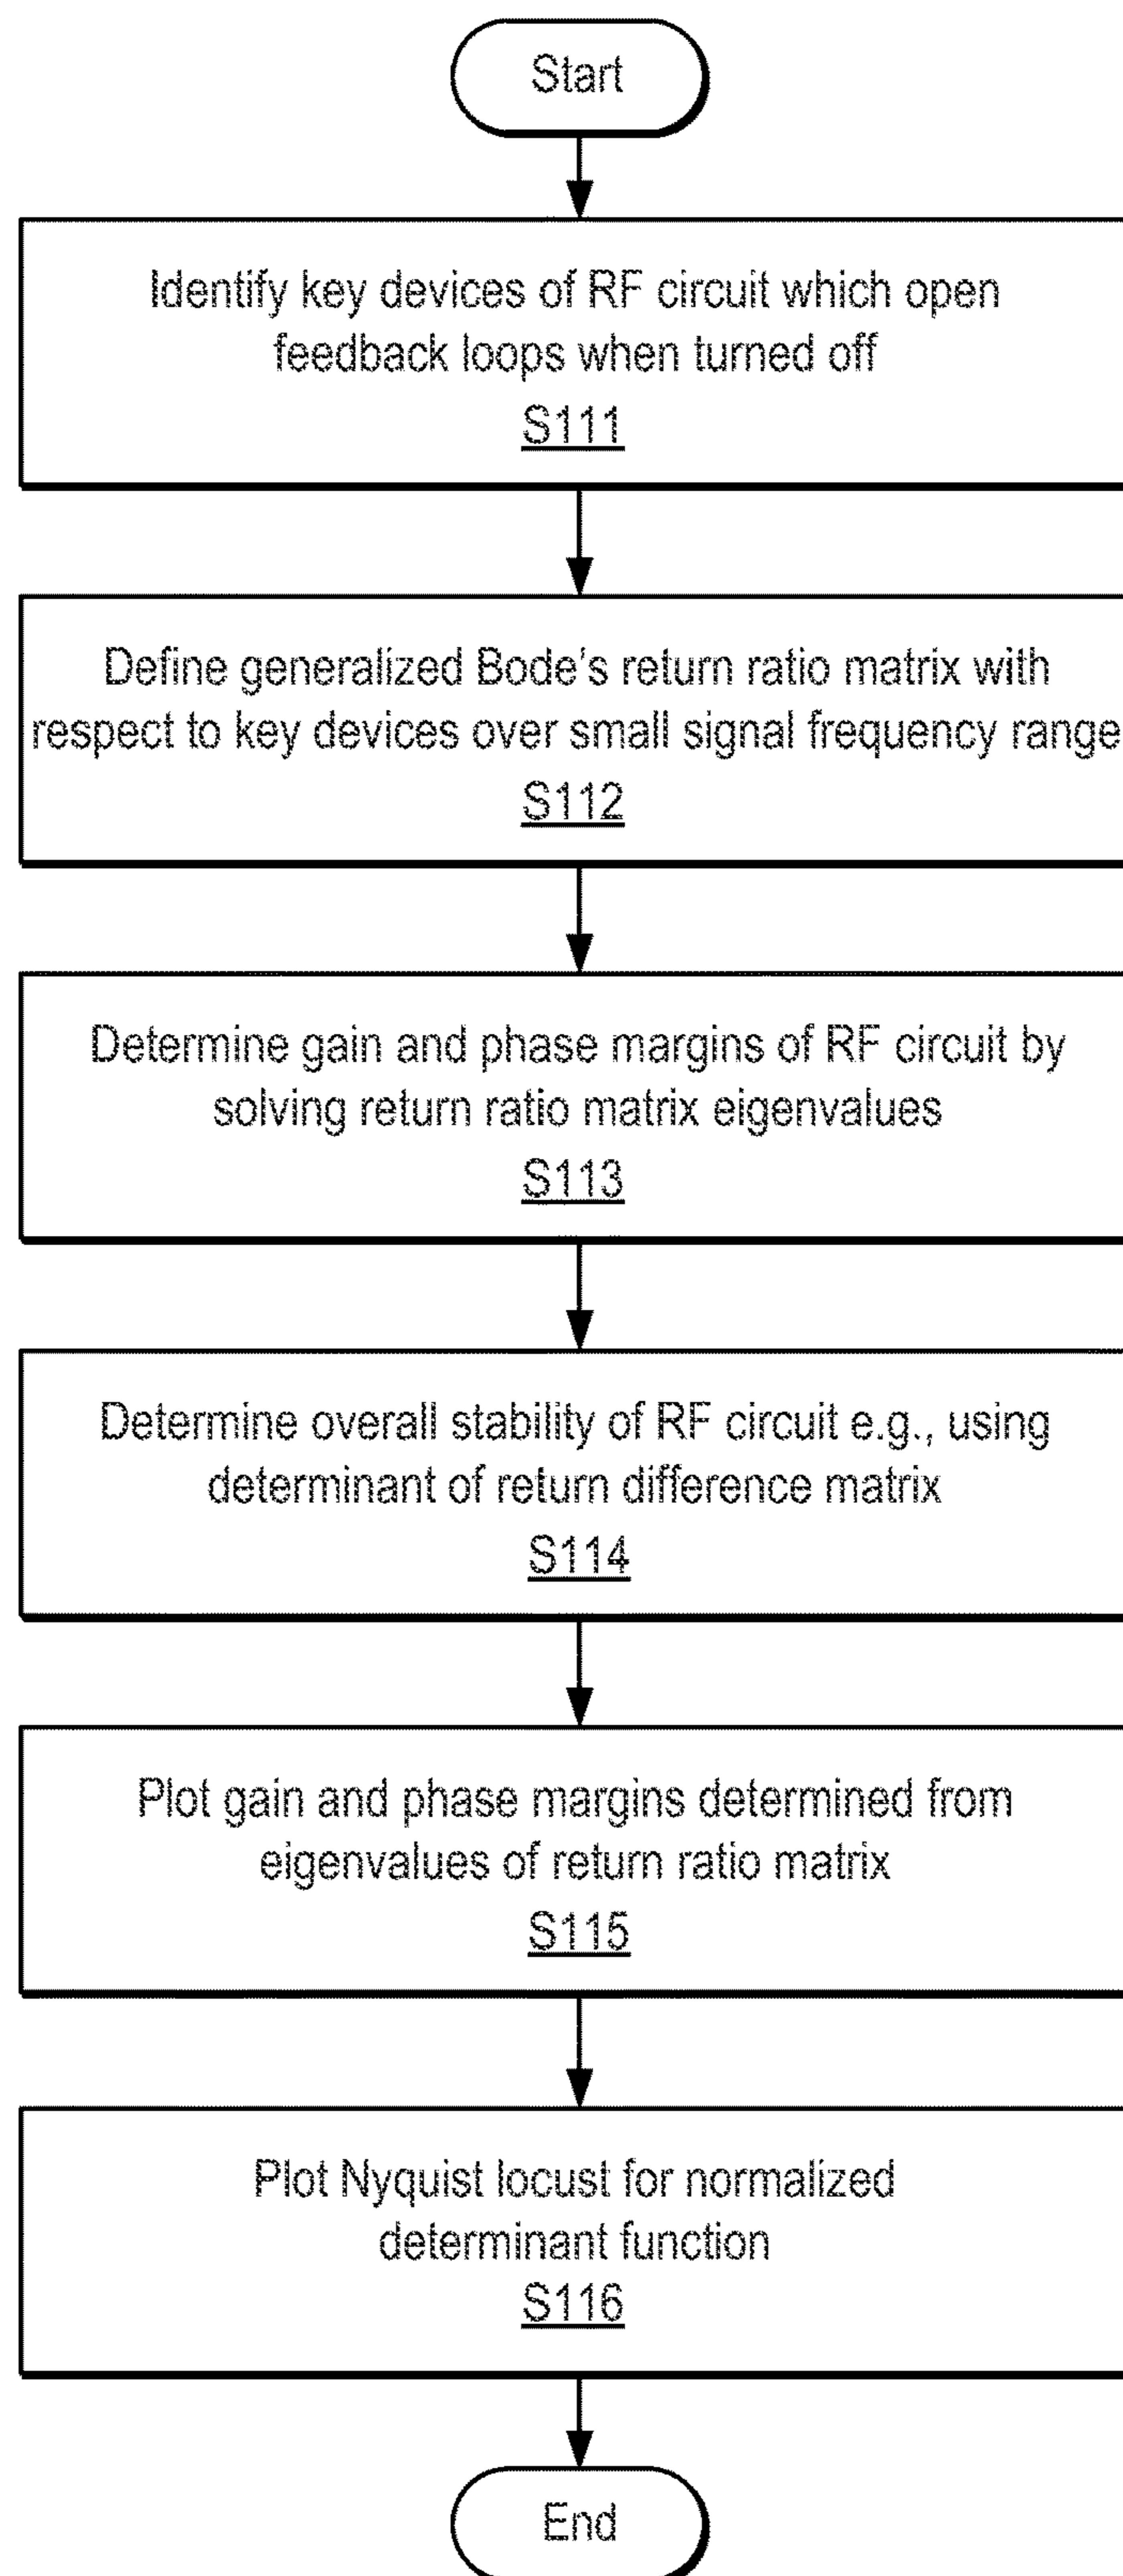 Start
Identify key devices of RF circuit which open
feedback loops when turned off
S111
Define generalized Bode's return ratio matrix with
respect to key devices over small signal frequency range
S112
Determine gain and phase margins of RF circuit by
solving return ratio matrix eigenvalues
S113
Determine overall stability of RF circuit e.g., using
determinant of return difference matrix
S114
Plot gain and phase margins determined from
eigenvalues of return ratio matrix
S115
Plot Nyquist locust for normalized
determinant function
S116
End